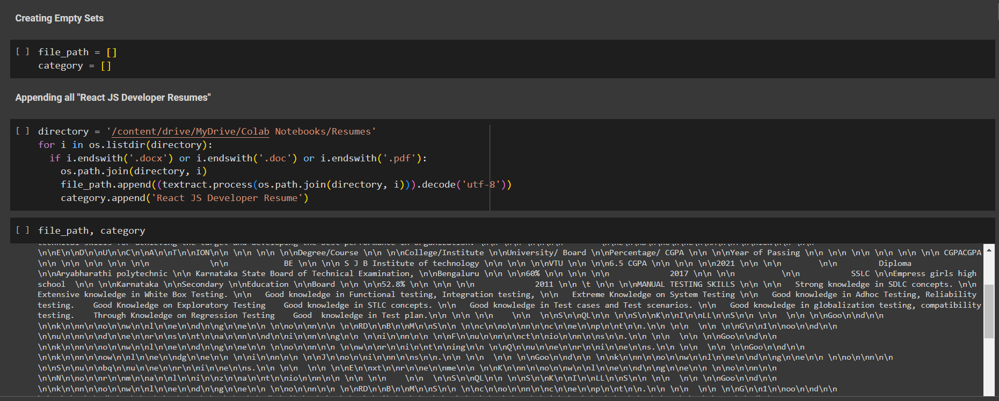 Creating Empty Sets
[ ] file_path = []
category = []
Appending all "React JS Developer Resumes"
[ ] directory = '/content/drive/MyDrive/Colab Notebooks/Resumes'
for i in os.listdir(directory):
if i.endswith('.docx') or i.endswith('.doc') or i.endswith('.pdf'):
os.path.join(directory, i)
file_path.append((textract.process(os.path.join(directory, i))).decode('utf-8'))
category.append('React JS Developer Resume')
[ ] file_path, category
technical skills for achieving the target and developing the best performance in organization.
\n\nE\n\nD\n\nU\n\nC\n\nA\n\nT\n\nION\n\n \n\n \n\n \n\nDegree/Course \n\n \n\nCollege/Institute \n\nUniversity/ Board \n\nPercentage/ CGPA \n\n \n\nYear of Passing \n\n \n\n \n\n \n\n \n\n \n\n CGPACGPA
\n\n \n\n \n\n \n\n \n\n \n\n BE \n\n \n\n S J B Institute of technology \n\n \n\n \n\nVTU \n\n \n\n6.5 CGPA \n\n \n\n \n\n2021 \n\n \n\n \n\n Diploma
\n\nAryabharathi polytechnic \n\n Karnataka State Board of Technical Examination, \n\nBengaluru \n\n \n\n60% \n\n \n\n \n\n \n\n 2017 \n\n \n\n \n\n SSLC \n\nEmpress girls high
school \n\n \n\nKarnataka \n\nSecondary \n\nEducation \n\nBoard \n\n \n\n52.8% \n\n \n\n \n\n \n\n 2011 \n\n \t \n\n \n\nMANUAL TESTING SKILLS \n\n \n\n Strong knowledge in SDLC concepts. \n\n
Extensive knowledge in White Box Testing. \n\n Good knowledge in Functional testing, Integration testing, \n\n Extreme Knowledge on System Testing \n\n Good knowledge in Adhoc Testing, Reliability
testing. Good Knowledge on Exploratory Testing Good knowledge in STLC concepts. \n\n Good knowledge in Test cases and Test scenarios. \n\n Good knowledge in globalization testing, compatibility
testing. Through Knowledge on Regression Testing Good knowledge in Test plan.\n\n \n\n \n\n \n\n \n\n \n\nS\n\nQL\n\n \n\nS\n\nK\n\nI\n\nLL\n\nS\n\n \n\n \n\n \n\nGoo\n\nd\n\n
\n\nk\n\nn\n\no\n\nw\n\nl\n\ne\n\nd\n\ng\n\ne\n\n \n\no\n\nn\n\n \n\nRD\n\nB\n\nM\n\nS\n\n \n\nc\n\no\n\nn\n\nc\n\ne\n\np\n\nt\n\n.\n\n \n\n \n\n \n\nG\n\n1\n\noo\n\nd\n\n
\n\nu\n\nn\n\nd\n\ne\n\nr\n\ns\n\nt\n\na\n\nn\n\nd\n\ni\n\nn\n\ng\n\n \n\ni\n\nn\n\n \n\nF\n\nu\n\nn\n\nct\n\nio\n\nn\n\ns\n\n.\n\n \n\n \n\n \n\nGoo\n\nd\n\n
\n\nk\n\nn\n\no\n\nw\n\nl\n\ne\n\nd\n\ng\n\ne\n\n \n\no\n\nn\n\n \n\nw\n\nr\n\ni\n\nt\n\ning\n\n \n\nQ\n\nu\n\ne\n\nr\n\ni\n\ne\n\ns.\n\n \n\n \n\n \n\nGoo\n\nd\n\n
\n\nk\n\nn\n\now\n\nl\n\ne\n\ndg\n\ne\n\n \n\ni\n\nn\n\n \n\nJ\n\no\n\ni\n\nn\n\ns\n\n.\n\n \n\n \n\n \n\nGoo\n\nd\n\n \n\nk\n\nn\n\no\n\nw\n\nl\n\ne\n\nd\n\ng\n\ne\n\n \n\no\n\nn\n\n
\n\nS\n\nu\n\nbq\n\nu\n\ne\n\nr\n\ni\n\ne\n\ns.\n\n \n\n \n\n \n\nE\n\nxt\n\nr\n\ne\n\nme\n\n \n\nK\n\nn\n\no\n\nw\n\nl\n\ne\n\nd\n\ng\n\ne\n\n \n\no\n\nn\n\n
\n\nN\n\no\n\nr\n\nm\n\na\n\nl\n\ni\n\nz\n\na\n\nt\n\nio\n\nn\n\n \n\n \n\n \n\n \n\nS\n\nQL\n\n \n\nS\n\nK\n\nI\n\nLL\n\nS\n\n \n\n \n\n \n\nGoo\n\nd\n\n
\n\nk\n\nn\n\no\n\nw\n\nl\n\ne\n\nd\n\ng\n\ne\n\n \n\no\n\nn\n\n \n\nRD\n\nB\n\nM\n\nS\n\n \n\nc\n\no\n\nn\n\nc\n\ne\n\np\n\nt\n\n.\n\n \n\n \n\n \n\nG\n\n1\n\noo\n\nd\n\n